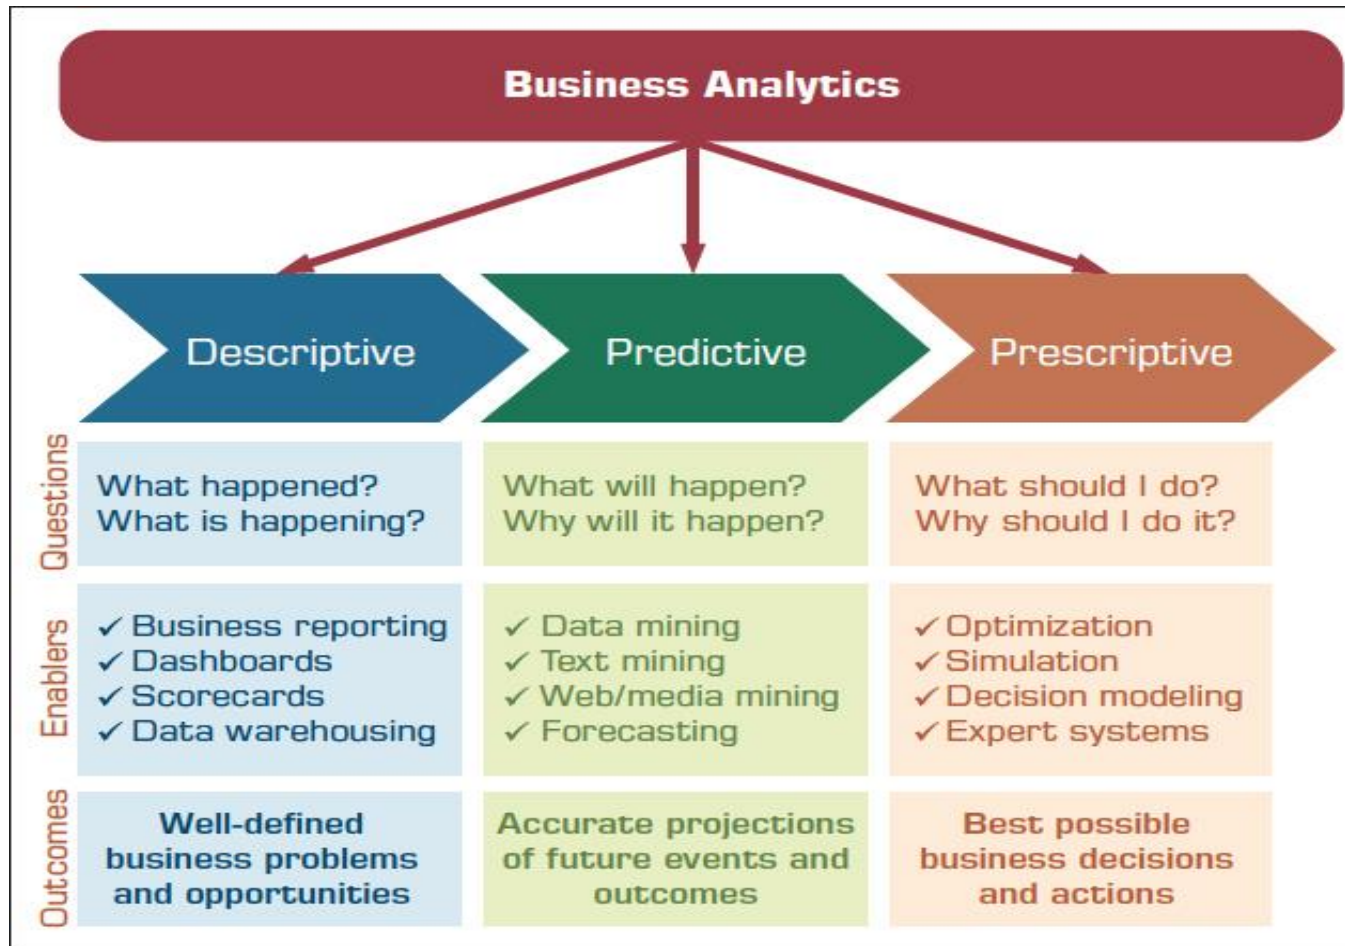 Business Analytics
Descriptive
Predictive
Prescriptive
Questions
What happened?
What is happening?
What will happen?
Why will it happen?
What should I do?
Why should I do it?
Enablers
✓ Business reporting
✓ Dashboards
✓ Scorecards
✓ Data warehousing
✓ Data mining
✓ Text mining
✓ Web/media mining
✓ Forecasting
✓ Optimization
✓ Simulation
✓ Decision modeling
✓ Expert systems
Outcomes
Well-defined
business problems
and opportunities
Accurate projections
of future events and
outcomes
Best possible
business decisions
and actions